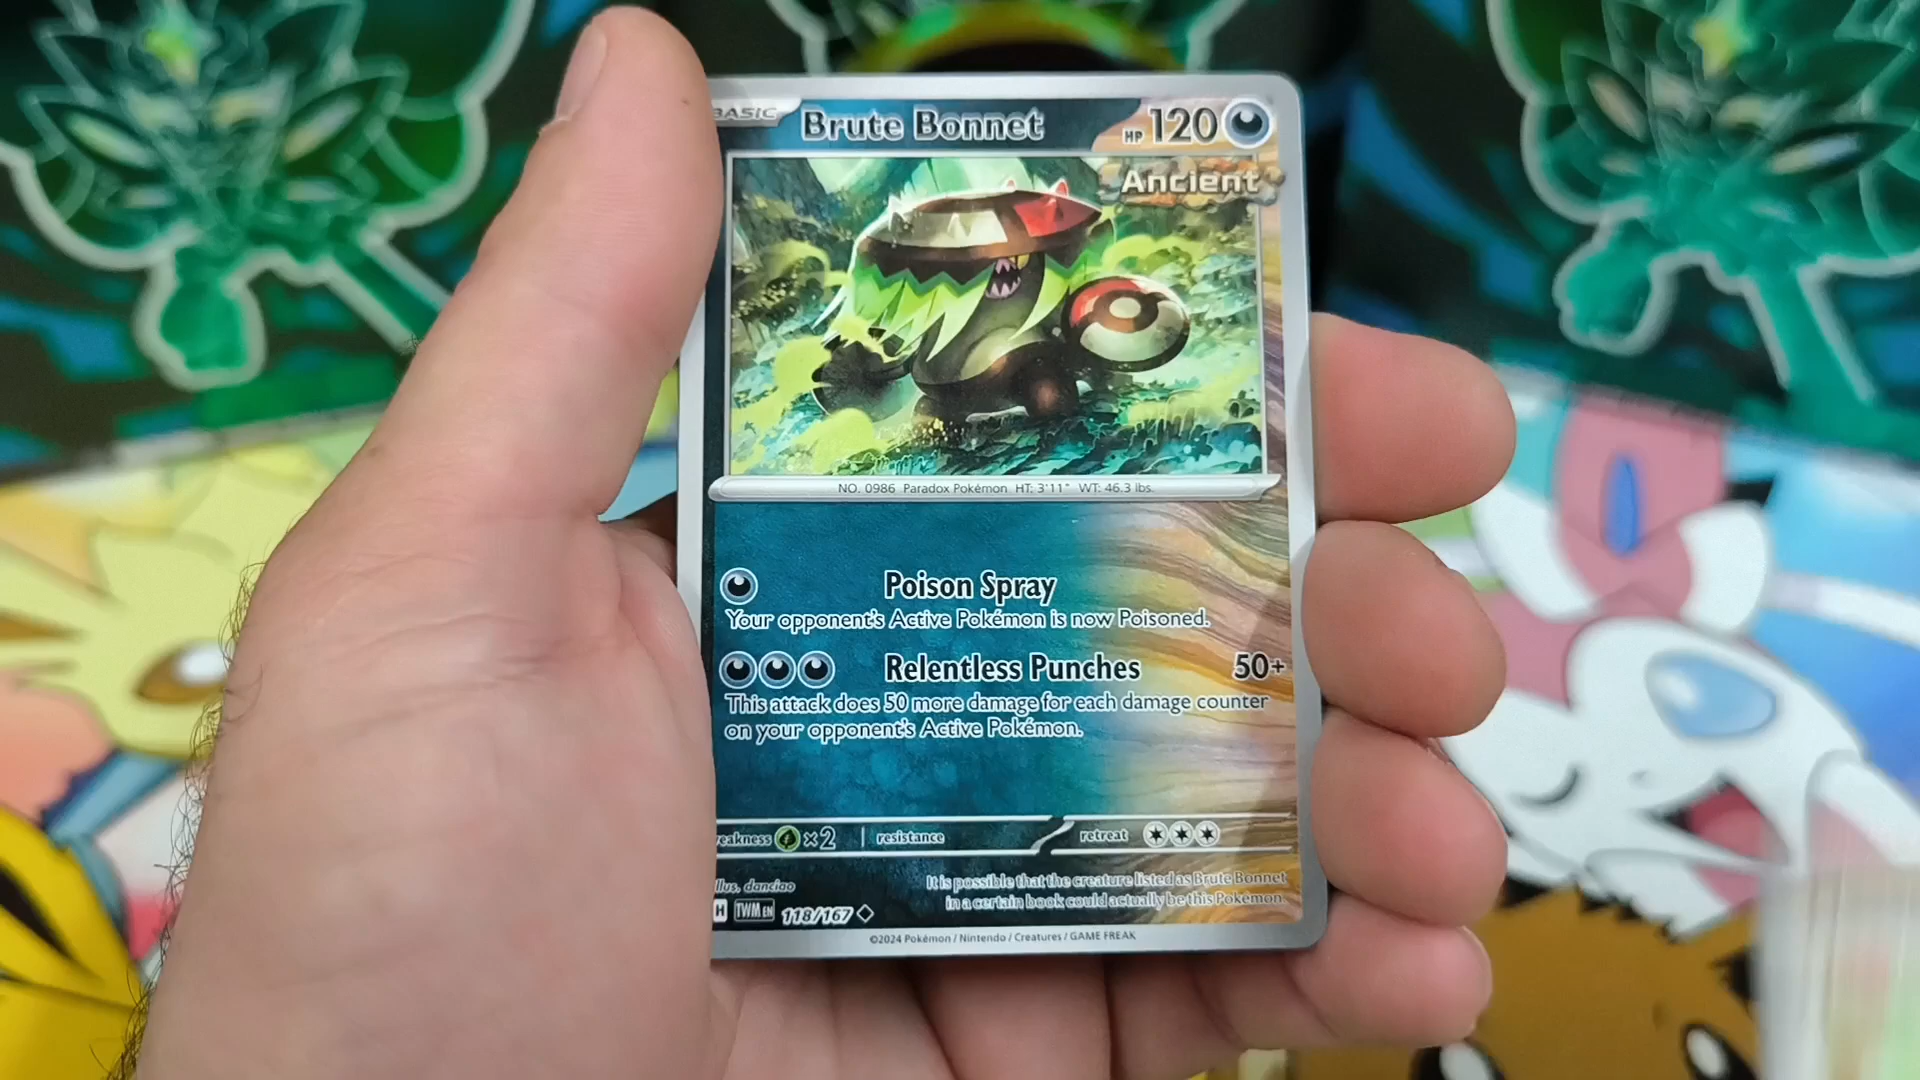 BASIC Brute Bonnet HP 120
Ancient
NO. 0986 Paradox Pokémon HT: 3'11" WT: 46.3 lbs.
Poison Spray
Your opponent's Active Pokémon is now Poisoned.
Relentless Punches 50+
This attack does 50 more damage for each damage counter
on your opponent's Active Pokémon.
eakness ×2 resistance retreat
llus. danciao
It is possible that the creature listed as Brute Bonnet
in a certain book could actually be this Pokémon.
H TWM EN 118/167
©2024 Pokémon / Nintendo / Creatures / GAME FREAK